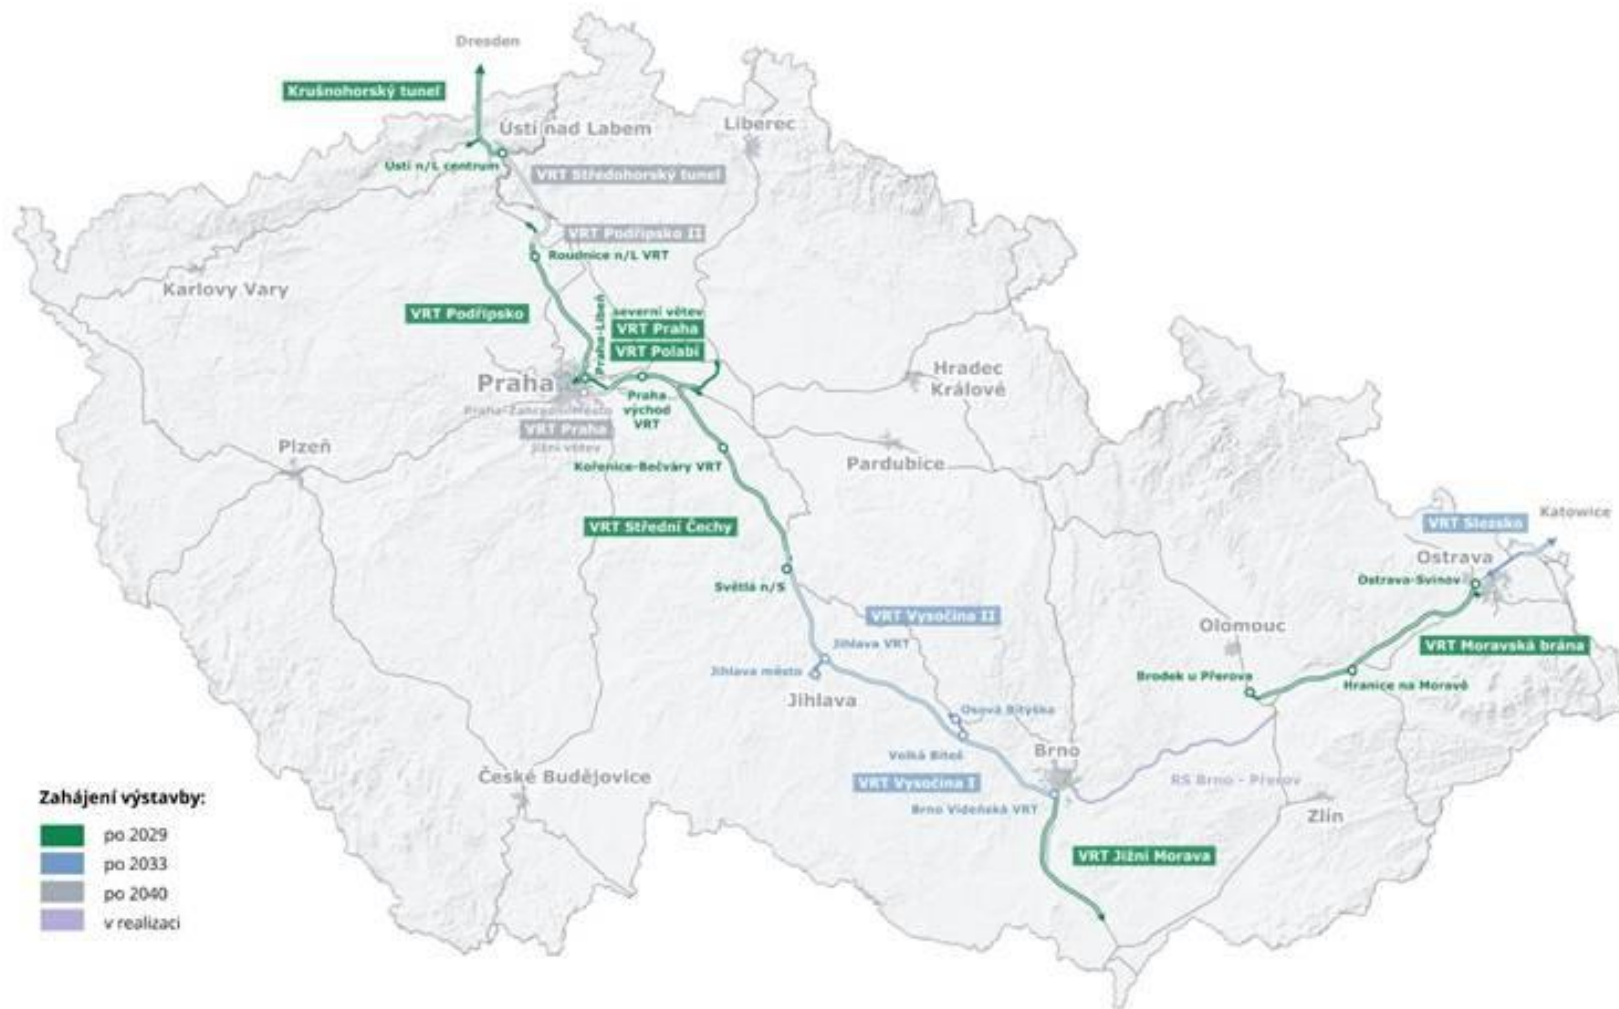 Dresden
Krušnohorský tunel
Ústí nad Labem
Liberec
Ústí n/L centrum
VRT Středohorský tunel
VRT Podřipsko II
Roudnice n/L VRT
Karlovy Vary
VRT Podřipsko
Praha-Libeň
severní větev
VRT Praha
VRT Polabí
Hradec
Králové
Praha
Praha
východ
VRT
Praha-Zahradní Město
VRT Praha
jižní větev
Plzeň
Pardubice
Kořenice-Bečváry VRT
VRT Střední Čechy
VRT Slezsko
Katowice
Ostrava
Ostrava-Svinov
Světlá n/S
VRT Vysočina II
Olomouc
Jihlava VRT
VRT Moravská brána
Jihlava město
Brodek u Přerova
Hranice na Moravě
Jihlava
Osová Bítýška
Velká Bíteš
Brno
České Budějovice
VRT Vysočina I
RS Brno - Přerov
Brno Vídeňská VRT
Zlín
VRT Jižní Morava
Zahájení výstavby:
po 2029
po 2033
po 2040
v realizaci